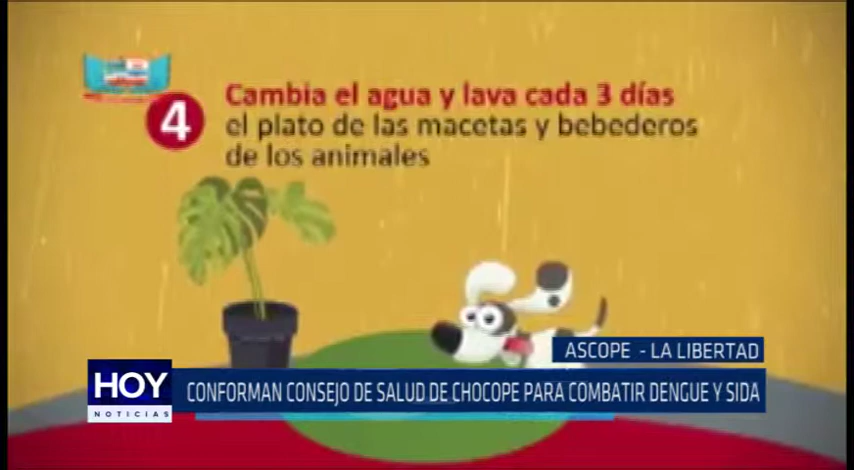 4
Cambia el agua y lava cada 3 días
el plato de las macetas y bebederos
de los animales
ASCOPE - LA LIBERTAD
HOY
NOTICIAS
CONFORMAN CONSEJO DE SALUD DE CHOCOPE PARA COMBATIR DENGUE Y SIDA